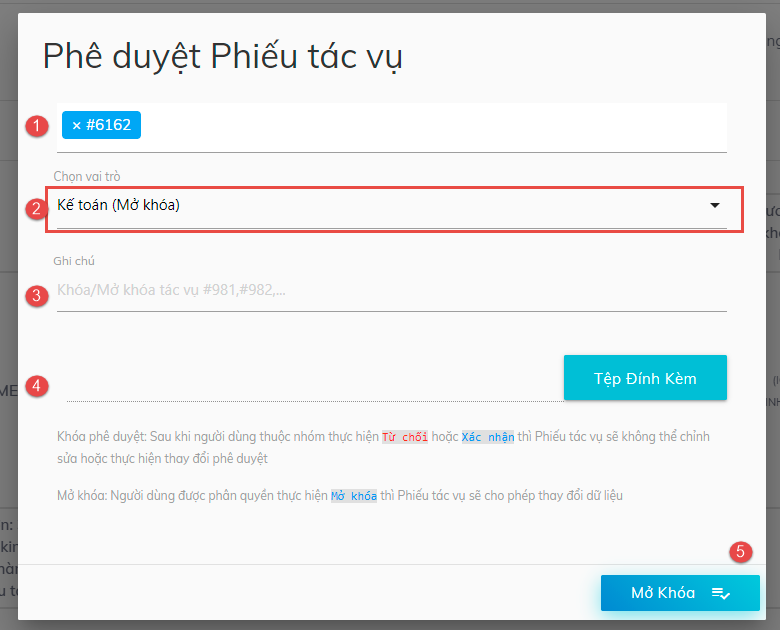 Phê duyệt Phiếu tác vụ
1
× #6162
Chọn vai trò
2
Kế toán (Mở khóa)
Ghi chú
3
Khóa/Mở khóa tác vụ #981,#982,...
4
Tệp Đính Kèm
Khóa phê duyệt: Sau khi người dùng thuộc nhóm thực hiện Từ chối hoặc Xác nhận thì Phiếu tác vụ sẽ không thể chỉnh
sửa hoặc thực hiện thay đổi phê duyệt
Mở khóa: Người dùng được phân quyền thực hiện Mở khóa thì Phiếu tác vụ sẽ cho phép thay đổi dữ liệu
5
Mở Khóa